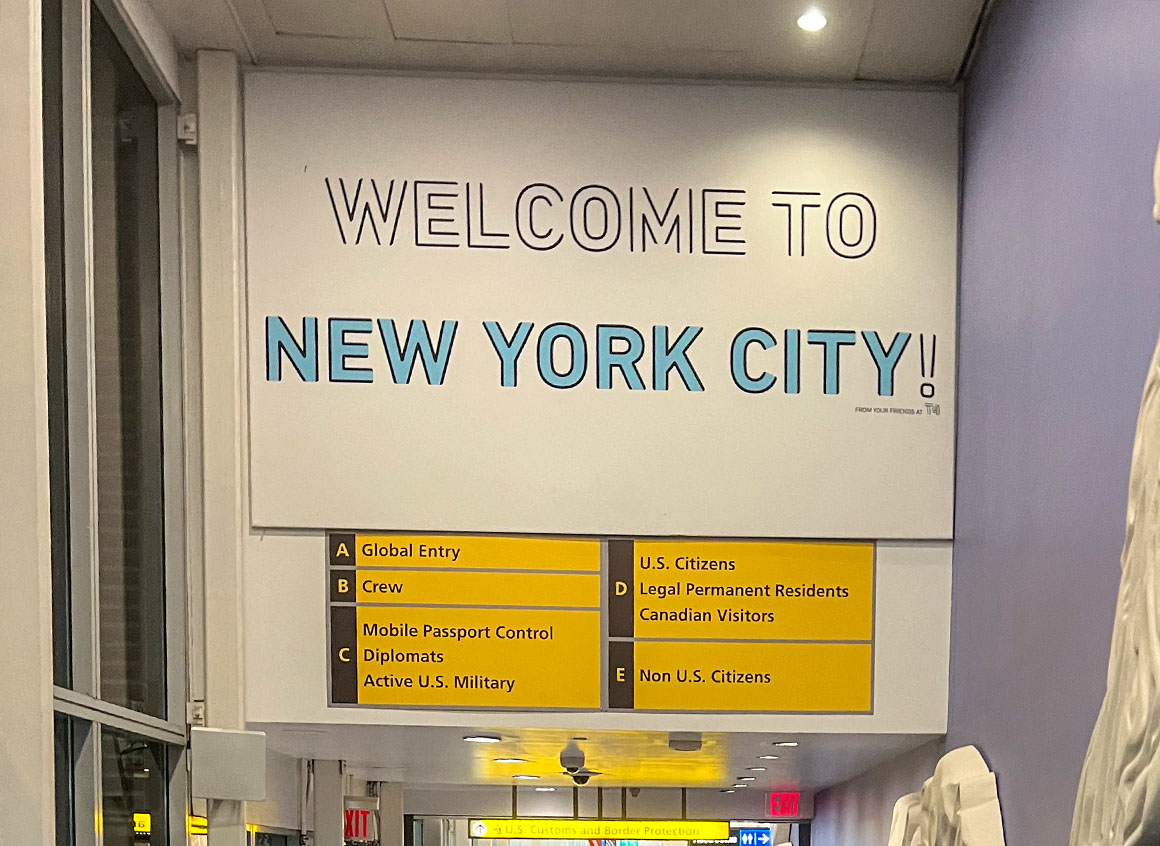 WELCOME TO
NEW YORK CITY!!
FROM YOUR FRIENDS AT T4
A Global Entry
B Crew
C Mobile Passport Control
Diplomats
Active U.S. Military
D U.S. Citizens
Legal Permanent Residents
Canadian Visitors
E Non U.S. Citizens
EXIT
XIT
U.S. Customs and Border Protection